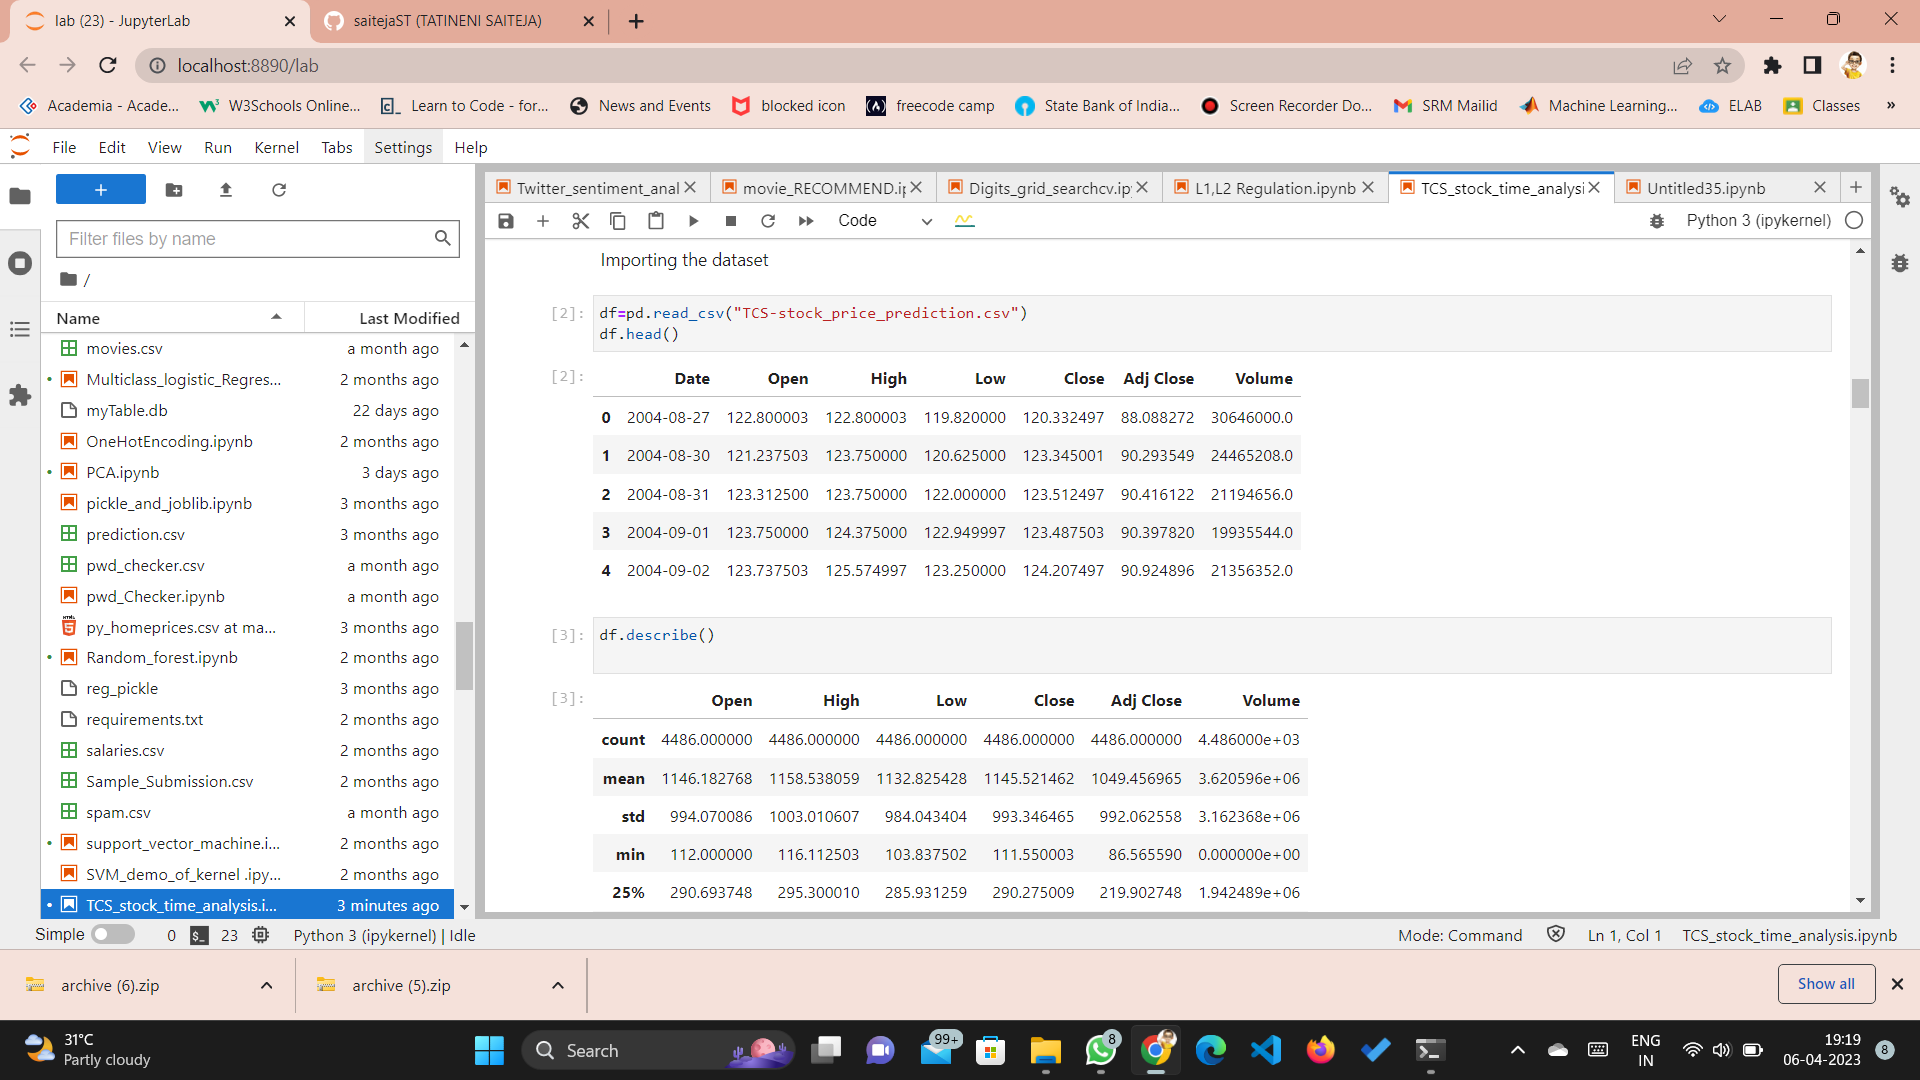 lab (23) - JupyterLab
saitejaST (TATINENI SAITEJA)
localhost:8890/lab
Academia - Acade...
W3Schools Online...
Learn to Code - for...
News and Events
blocked icon
freecode camp
State Bank of India...
Screen Recorder Do...
SRM Mailid
Machine Learning...
ELAB
Classes
»
File Edit View Run Kernel Tabs Settings Help
Filter files by name
/
Name Last Modified
movies.csv a month ago
Multiclass_logistic_Regres... 2 months ago
myTable.db 22 days ago
OneHotEncoding.ipynb 2 months ago
PCA.ipynb 3 days ago
pickle_and_joblib.ipynb 3 months ago
prediction.csv 3 months ago
pwd_checker.csv a month ago
pwd_Checker.ipynb a month ago
py_homeprices.csv at ma... 3 months ago
Random_forest.ipynb 2 months ago
reg_pickle 3 months ago
requirements.txt 2 months ago
salaries.csv 2 months ago
Sample_Submission.csv 2 months ago
spam.csv a month ago
support_vector_machine.i... 2 months ago
SVM_demo_of_kernel .ipy... 2 months ago
TCS_stock_time_analysis.i... 3 minutes ago
Twitter_sentiment_anal
movie_RECOMMEND.ip
Digits_grid_searchcv.ip
L1,L2 Regulation.ipynb
TCS_stock_time_analysi
Untitled35.ipynb
Code
Python 3 (ipykernel)
Importing the dataset
[2]: df=pd.read_csv("TCS-stock_price_prediction.csv")
df.head()
[2]: Date Open High Low Close Adj Close Volume
0 2004-08-27 122.800003 122.800003 119.820000 120.332497 88.088272 30646000.0
1 2004-08-30 121.237503 123.750000 120.625000 123.345001 90.293549 24465208.0
2 2004-08-31 123.312500 123.750000 122.000000 123.512497 90.416122 21194656.0
3 2004-09-01 123.750000 124.375000 122.949997 123.487503 90.397820 19935544.0
4 2004-09-02 123.737503 125.574997 123.250000 124.207497 90.924896 21356352.0
[3]: df.describe()
[3]: Open High Low Close Adj Close Volume
count 4486.000000 4486.000000 4486.000000 4486.000000 4486.000000 4.486000e+03
mean 1146.182768 1158.538059 1132.825428 1145.521462 1049.456965 3.620596e+06
std 994.070086 1003.010607 984.043404 993.346465 992.062558 3.162368e+06
min 112.000000 116.112503 103.837502 111.550003 86.565590 0.000000e+00
25% 290.693748 295.300010 285.931259 290.275009 219.902748 1.942489e+06
Simple 0 $_ 23 Python 3 (ipykernel) | Idle
Mode: Command Ln 1, Col 1 TCS_stock_time_analysis.ipynb
archive (6).zip
archive (5).zip
Show all
31°C
Partly cloudy
Search
99+
8
ENG
IN
19:19
06-04-2023
8